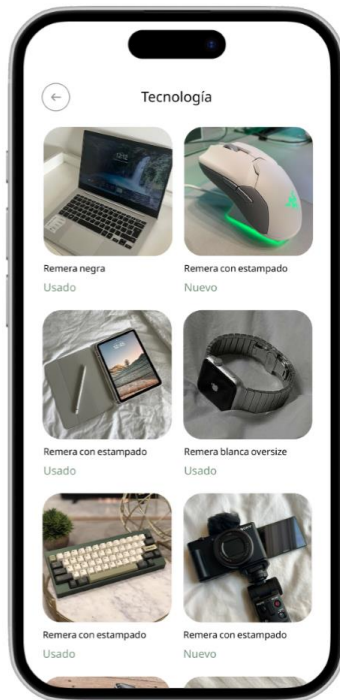 Tecnología
Remera negra
Remera con estampado
Usado
Nuevo
Remera con estampado
Remera blanca oversize
Usado
Usado
Remera con estampado
Remera con estampado
Usado
Nuevo